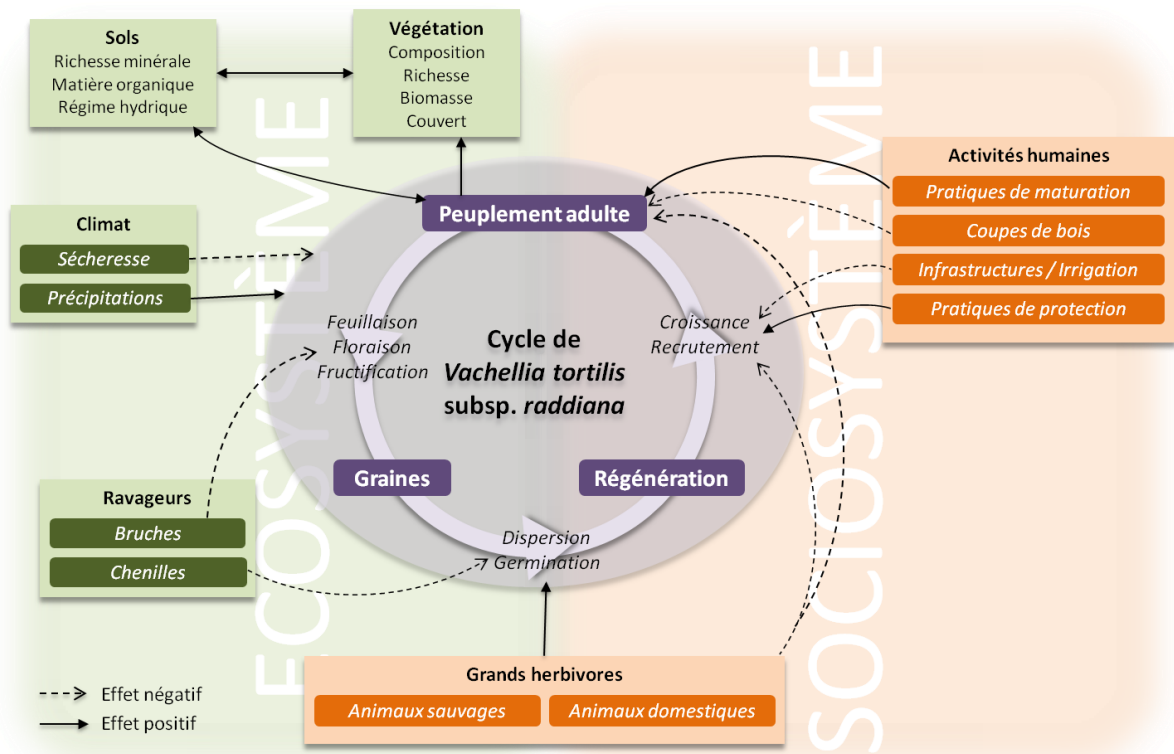 Sols
Richesse minérale
Matière organique
Régime hydrique
Végétation
Composition
Richesse
Biomasse
Couvert
Activités humaines
Pratiques de maturation
Coupes de bois
Infrastructures / Irrigation
Pratiques de protection
Climat
Sécheresse
Précipitations
Peuplement adulte
Feuillaison
Floraison
Fructification
Cycle de
Vachellia tortilis
subsp. raddiana
Croissance
Recrutement
Graines
Régénération
Dispersion
Germination
Ravageurs
Bruches
Chenilles
Grands herbivores
Animaux sauvages
Animaux domestiques
Effet négatif
Effet positif
ECOSYSTÈME
SOCIOSYSTÈME